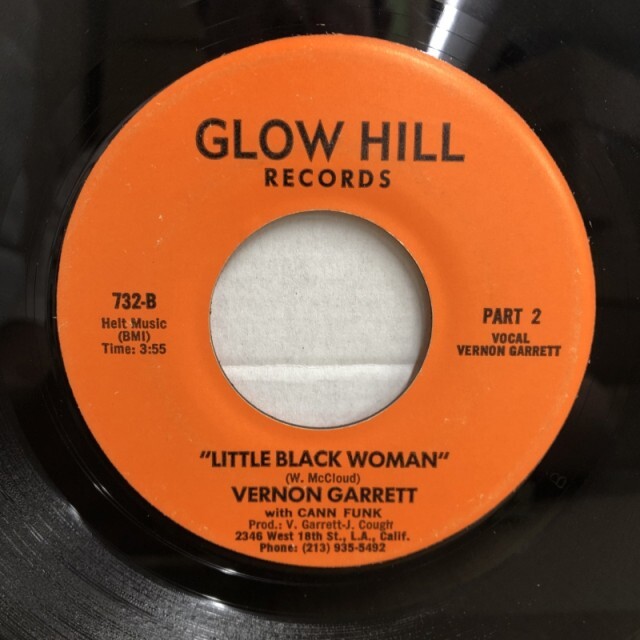 GLOW HILL
RECORDS
732-B
Helt Music
(BMI)
Time: 3:55
PART 2
VOCAL
VERNON GARRETT
"LITTLE BLACK WOMAN"
(W. McCloud)
VERNON GARRETT
with CANN FUNK
Prod.: V. Garrett-J. Cough
2346 West 18th St., L.A., Calif.
Phone: (213) 935-5492